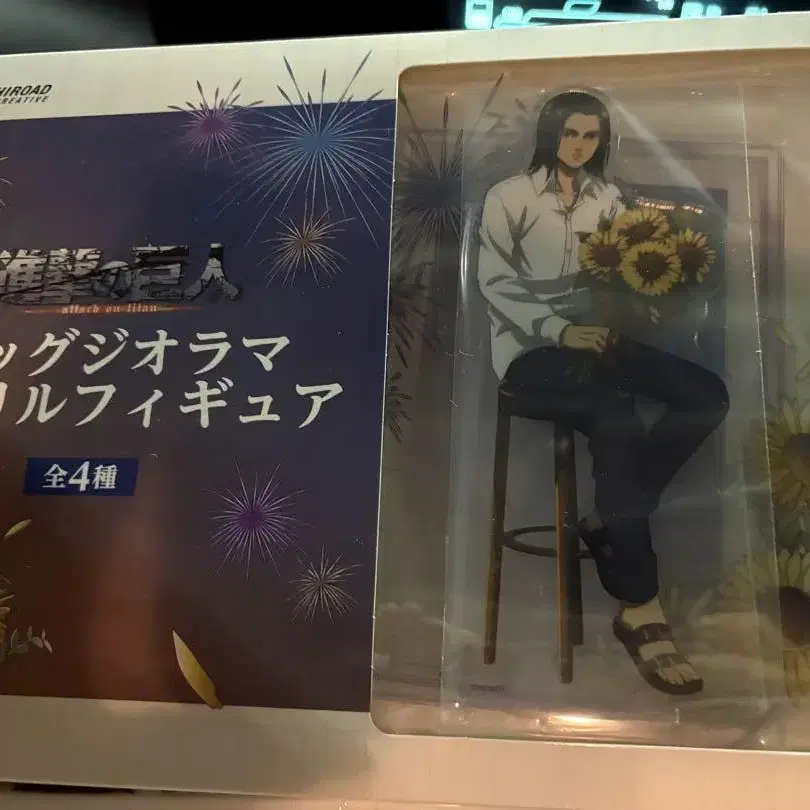 HIROAD
REATIVE
進撃の巨人
attack on titan
ッグジオラマ
リルフィギュア
全4種